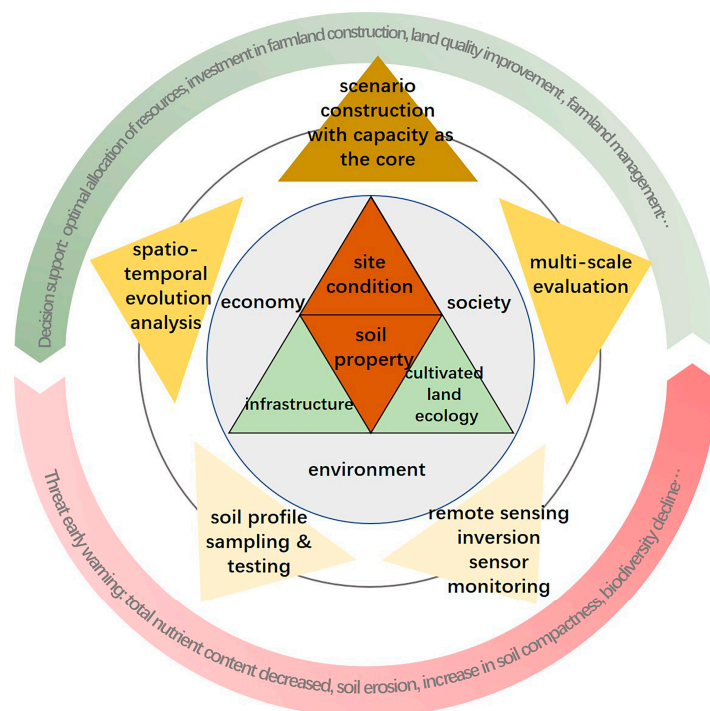 Decision support: optimal allocation of resources, investment in farmland construction, land quality improvement, farmland management…
scenario
construction
with capacity as
the core
spatio-
temporal
evolution
analysis
multi-scale
evaluation
economy
site
condition
society
soil
property
infrastructure
cultivated
land
ecology
environment
soil profile
sampling &
testing
remote sensing
inversion
sensor
monitoring
Threat early warning: total nutrient content decreased, soil erosion, increase in soil compactness, biodiversity decline…